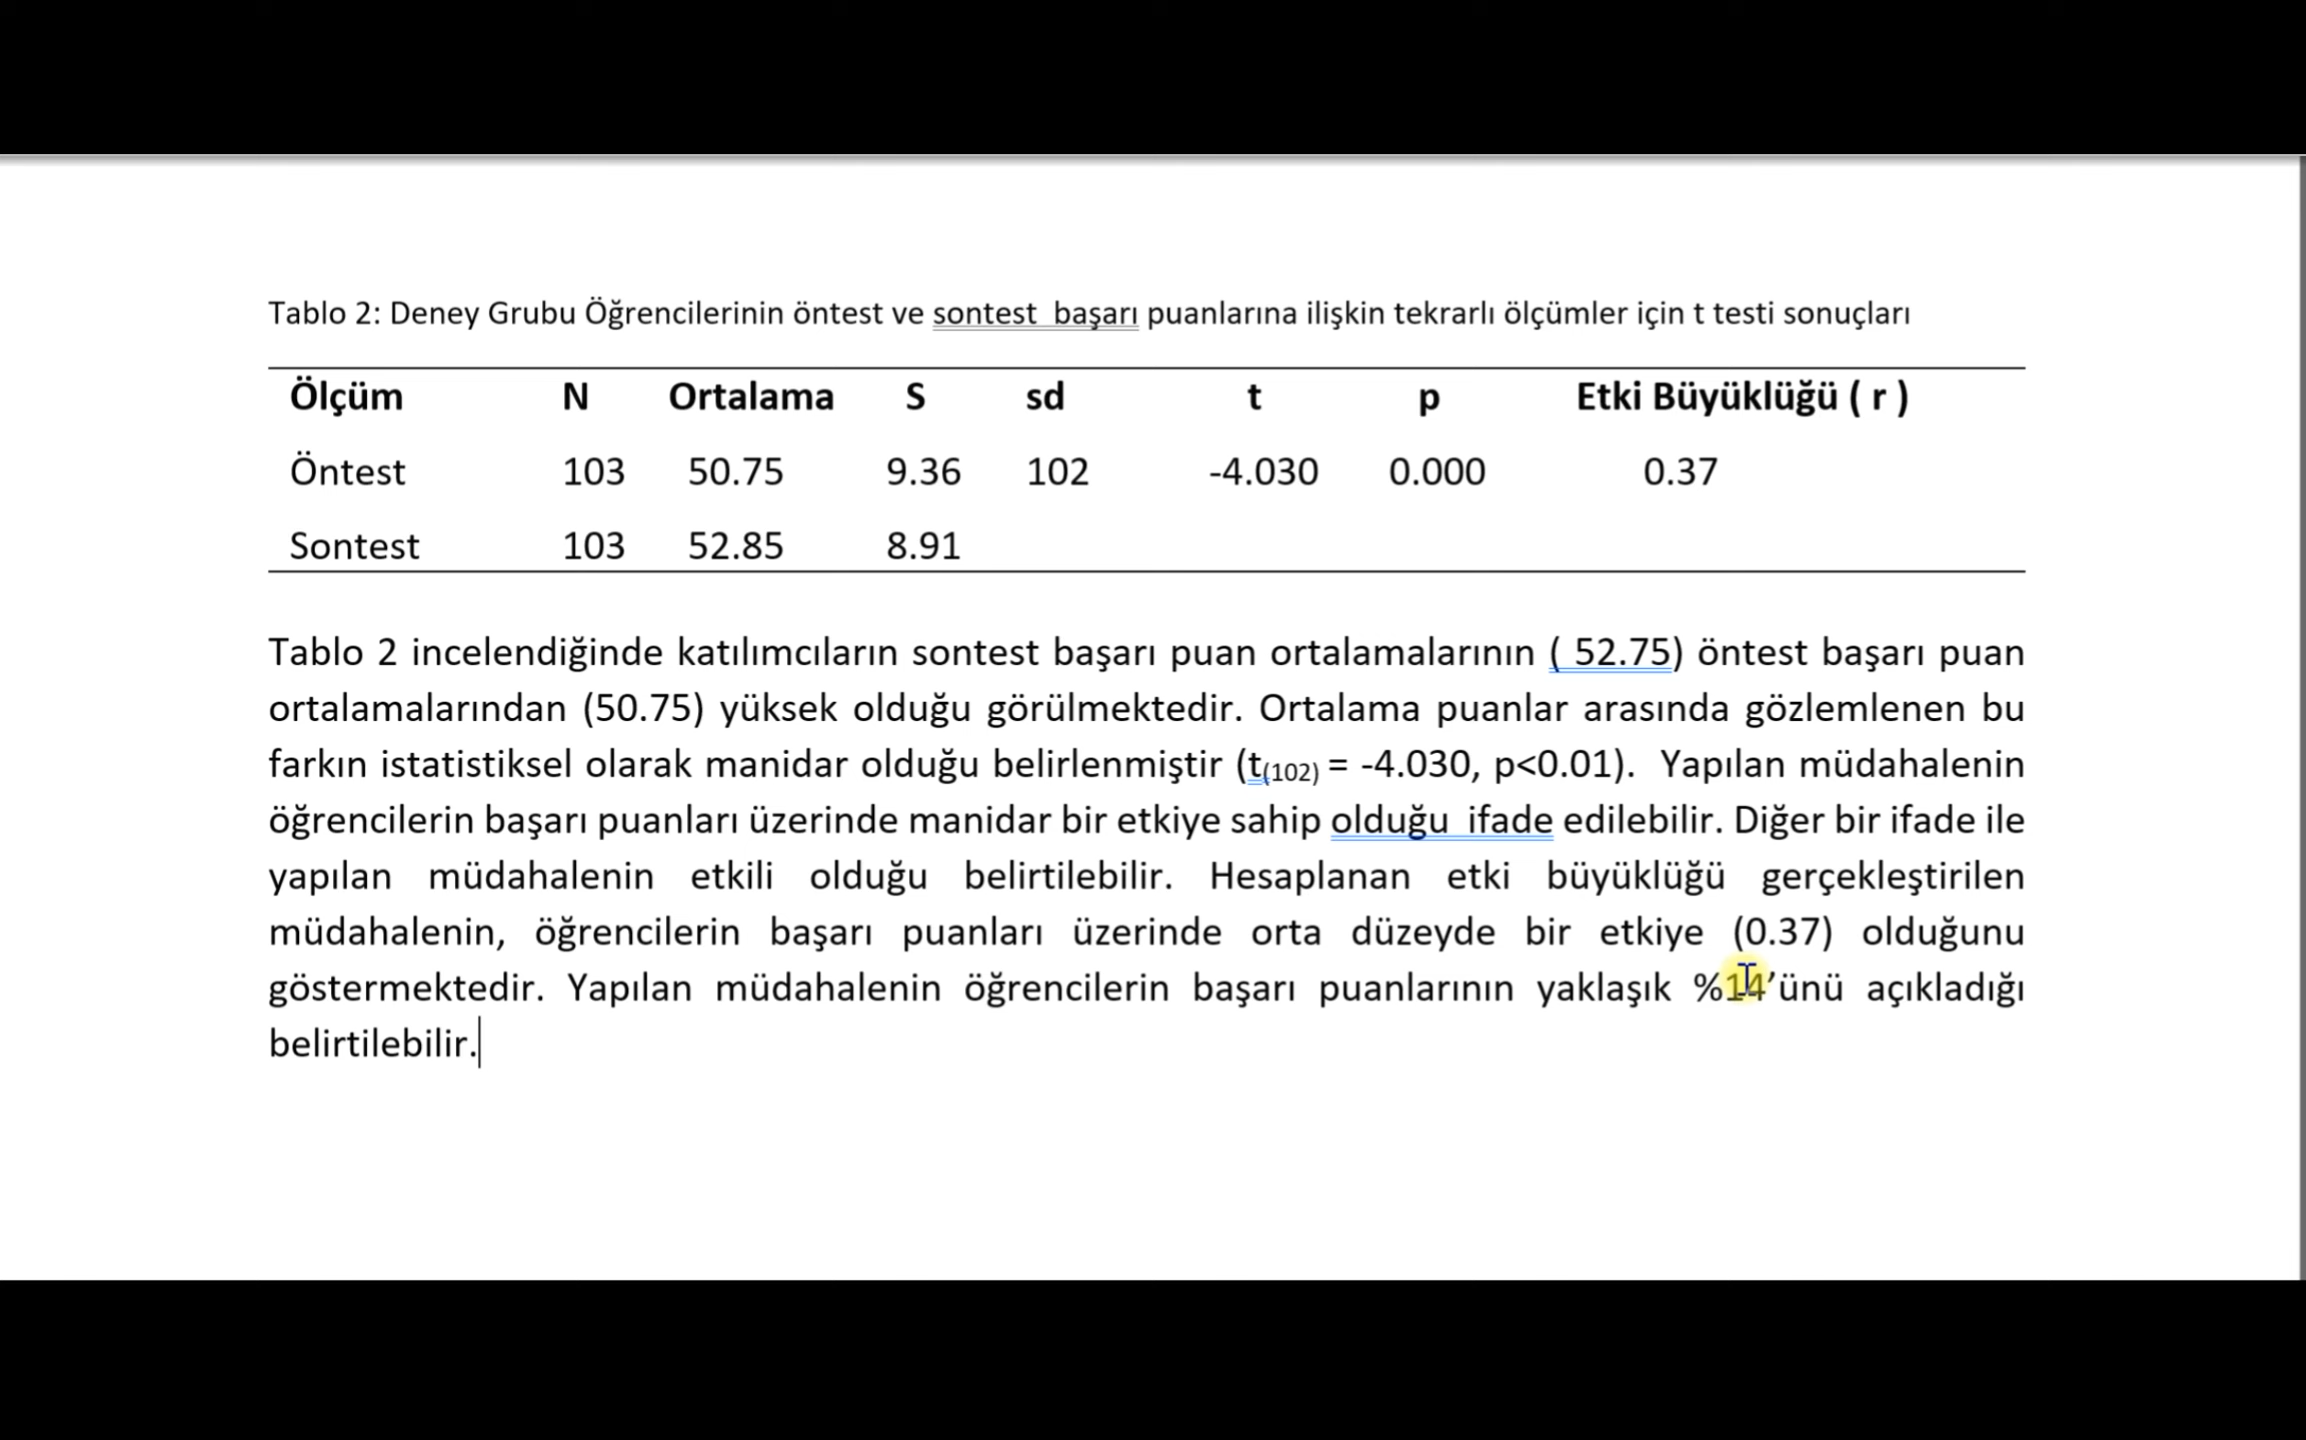 Tablo 2: Deney Grubu Öğrencilerinin öntest ve sontest başarı puanlarına ilişkin tekrarlı ölçümler için t testi sonuçları
Ölçüm N Ortalama S sd t p Etki Büyüklüğü ( r )
Öntest 103 50.75 9.36 102 -4.030 0.000 0.37
Sontest 103 52.85 8.91
Tablo 2 incelendiğinde katılımcıların sontest başarı puan ortalamalarının ( 52.75) öntest başarı puan
ortalamalarından (50.75) yüksek olduğu görülmektedir. Ortalama puanlar arasında gözlemlenen bu
farkın istatistiksel olarak manidar olduğu belirlenmiştir (t(102) = -4.030, p<0.01). Yapılan müdahalenin
öğrencilerin başarı puanları üzerinde manidar bir etkiye sahip olduğu ifade edilebilir. Diğer bir ifade ile
yapılan müdahalenin etkili olduğu belirtilebilir. Hesaplanan etki büyüklüğü gerçekleştirilen
müdahalenin, öğrencilerin başarı puanları üzerinde orta düzeyde bir etkiye (0.37) olduğunu
göstermektedir. Yapılan müdahalenin öğrencilerin başarı puanlarının yaklaşık %14’ünü açıkladığı
belirtilebilir.